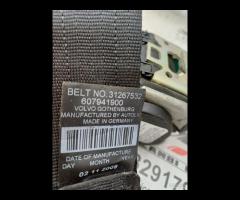 BELT NO.31267532
607941900
VOLVO GOTHENBURG
MANUFACTURED BY AUTOLIV
MADE IN GERMANY
DATE OF MANUFACTURE
DAY MONTH YEAR
02 11 2009